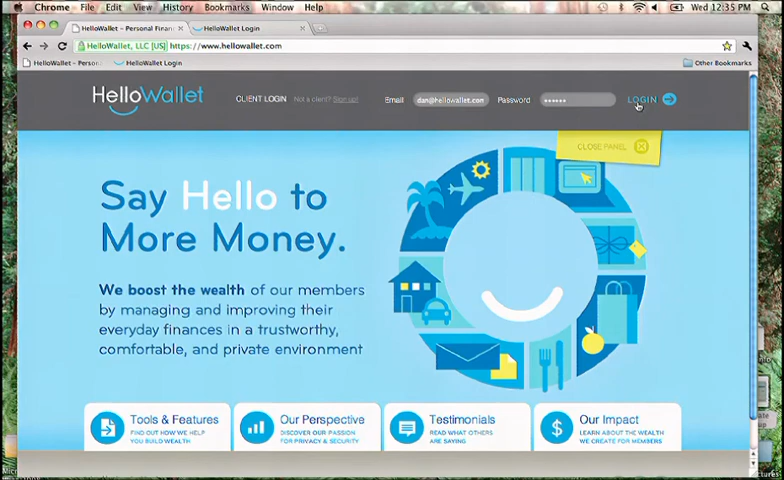 Chrome File Edit View History Bookmarks Window Help Wed 12:35 PM
HelloWallet – Personal Finan HelloWallet Login
HelloWallet, LLC [US] https://www.hellowallet.com
HelloWallet – Person HelloWallet Login Other Bookmarks
HelloWallet CLIENT LOGIN Not a client? Sign up! Email dan@hellowallet.com Password •••••• LOGIN
CLOSE PANEL
Say Hello to
More Money.
We boost the wealth of our members
by managing and improving their
everyday finances in a trustworthy,
comfortable, and private environment
Tools & Features
FIND OUT HOW WE HELP
YOU BUILD WEALTH
Our Perspective
DISCOVER OUR PASSION
FOR PRIVACY & SECURITY
Testimonials
READ WHAT OTHERS
ARE SAYING
Our Impact
LEARN ABOUT THE WEALTH
WE CREATE FOR MEMBERS